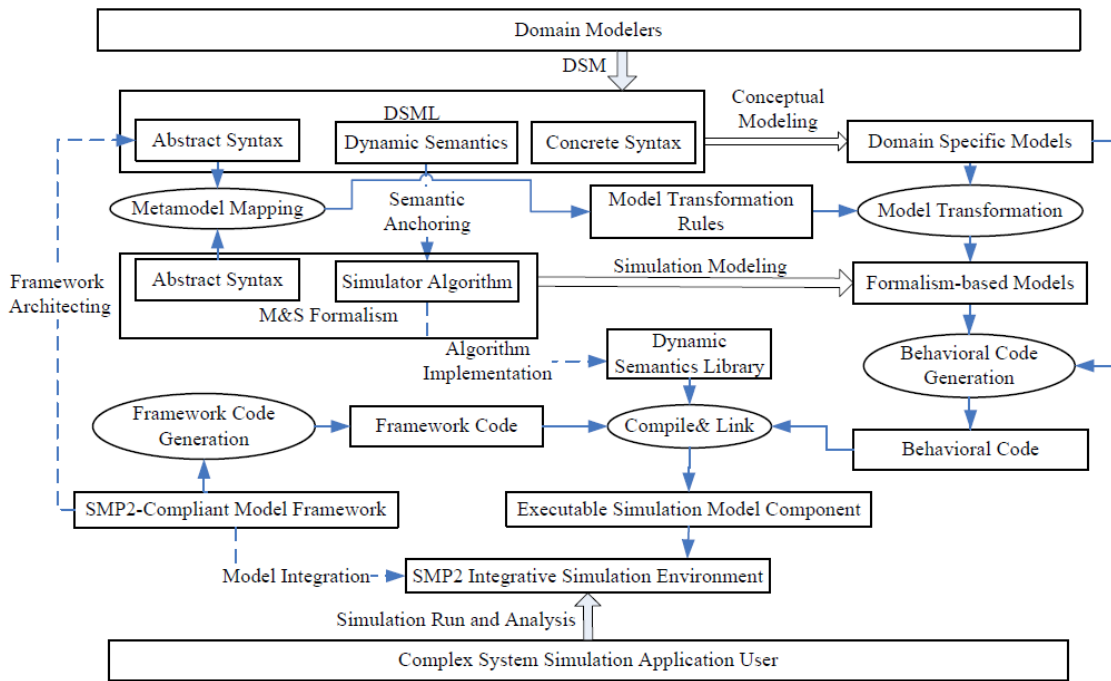 Domain Modelers
DSM
DSML
Abstract Syntax
Dynamic Semantics
Concrete Syntax
Conceptual
Modeling
Domain Specific Models
Metamodel Mapping
Semantic
Anchoring
Model Transformation
Rules
Model Transformation
Framework
Architecting
Abstract Syntax
Simulator Algorithm
M&S Formalism
Simulation Modeling
Formalism-based Models
Algorithm
Implementation
Dynamic
Semantics Library
Behavioral Code
Generation
Framework Code
Generation
Framework Code
Compile& Link
Behavioral Code
SMP2-Compliant Model Framework
Executable Simulation Model Component
Model Integration
SMP2 Integrative Simulation Environment
Simulation Run and Analysis
Complex System Simulation Application User